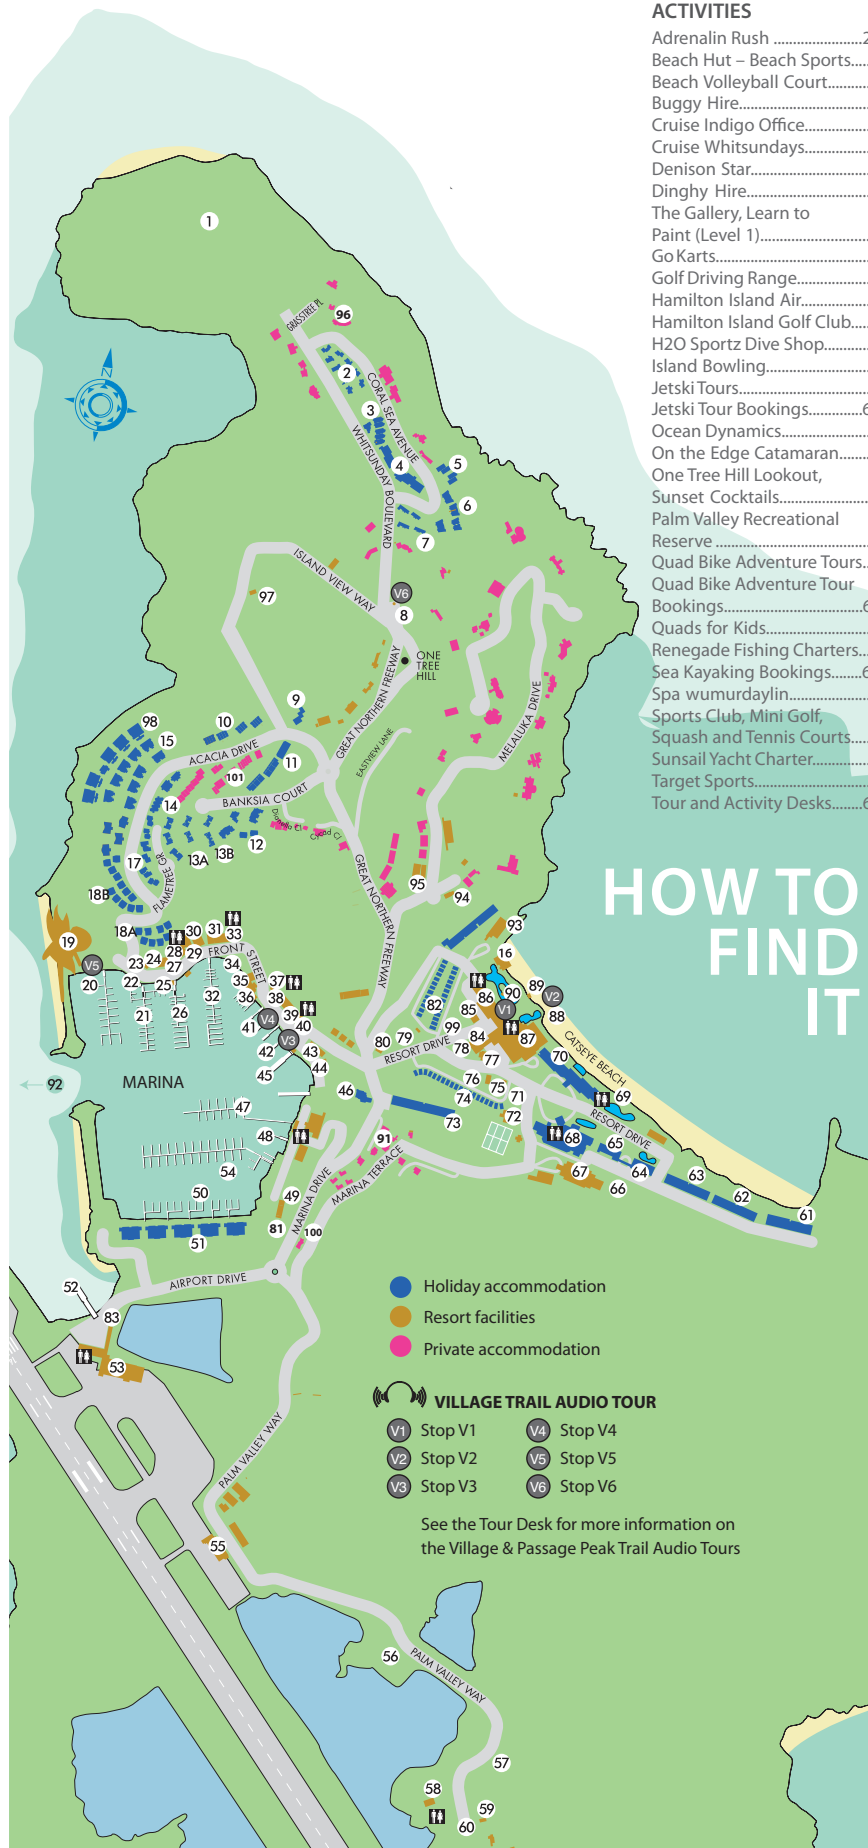 ACTIVITIES
Adrenalin Rush .......................2
Beach Hut – Beach Sports.....
Beach Volleyball Court...........
Buggy Hire..................................
Cruise Indigo Office.................
Cruise Whitsundays.................
Denison Star...............................
Dinghy Hire................................
The Gallery, Learn to
Paint (Level 1)............................
Go Karts........................................
Golf Driving Range...................
Hamilton Island Air..................
Hamilton Island Golf Club.....
H2O Sportz Dive Shop............
Island Bowling...........................
Jetski Tours..................................
Jetski Tour Bookings..............6
Ocean Dynamics.......................
On the Edge Catamaran........
One Tree Hill Lookout,
Sunset Cocktails.......................
Palm Valley Recreational
Reserve ........................................
Quad Bike Adventure Tours..
Quad Bike Adventure Tour
Bookings....................................6
Quads for Kids...........................
Renegade Fishing Charters...
Sea Kayaking Bookings........6
Spa wumurdaylin.....................
Sports Club, Mini Golf,
Squash and Tennis Courts.....
Sunsail Yacht Charter..............
Target Sports..............................
Tour and Activity Desks........6
HOW TO
FIND
IT
1
GRASSTREE PL
96
N
2
CORAL SEA AVENUE
3
WHITSUNDAY BOULEVARD
4
5
6
7
ISLAND VIEW WAY
97
V6
8
ONE
TREE
HILL
GREAT NORTHERN FREEWAY
MELALUKA DRIVE
EASTVIEW LANE
9
98
10
15
ACACIA DRIVE
11
101
14
BANKSIA COURT
Dianella Cl
Cycad Cl
12
13A
13B
17
FLAMETREE GR
GREAT NORTHERN FREEWAY
18B
95
94
18A
30
31
33
93
19
28
29
FRONT STREET
16
V5
23
24
27
34
20
22
25
35
37
36
38
21
26
32
82
86
90
89
V2
85
V1
88
V4
39
41
40
99
84
87
V3
42
43
80
79
RESORT DRIVE
78
77
70
CATSEYE BEACH
45
44
92
MARINA
46
76
75
71
74
72
73
69
RESORT DRIVE
47
48
91
68
65
54
MARINA TERRACE
67
66
64
63
50
49
MARINA DRIVE
62
61
51
81
100
52
AIRPORT DRIVE
83
53
Holiday accommodation
Resort facilities
Private accommodation
VILLAGE TRAIL AUDIO TOUR
V1 Stop V1
V4 Stop V4
V2 Stop V2
V5 Stop V5
V3 Stop V3
V6 Stop V6
See the Tour Desk for more information on
the Village & Passage Peak Trail Audio Tours
PALM VALLEY WAY
55
56
PALM VALLEY WAY
57
58
59
60